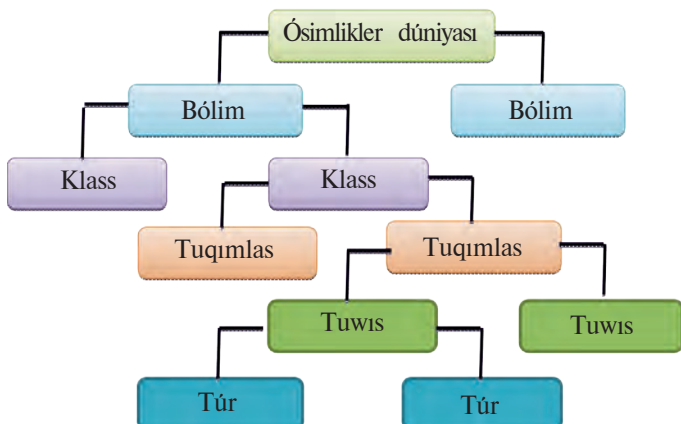 Ósimlikler dúniyası
Bólim
Bólim
Klass
Klass
Tuqımlas
Tuqımlas
Tuwıs
Tuwıs
Túr
Túr